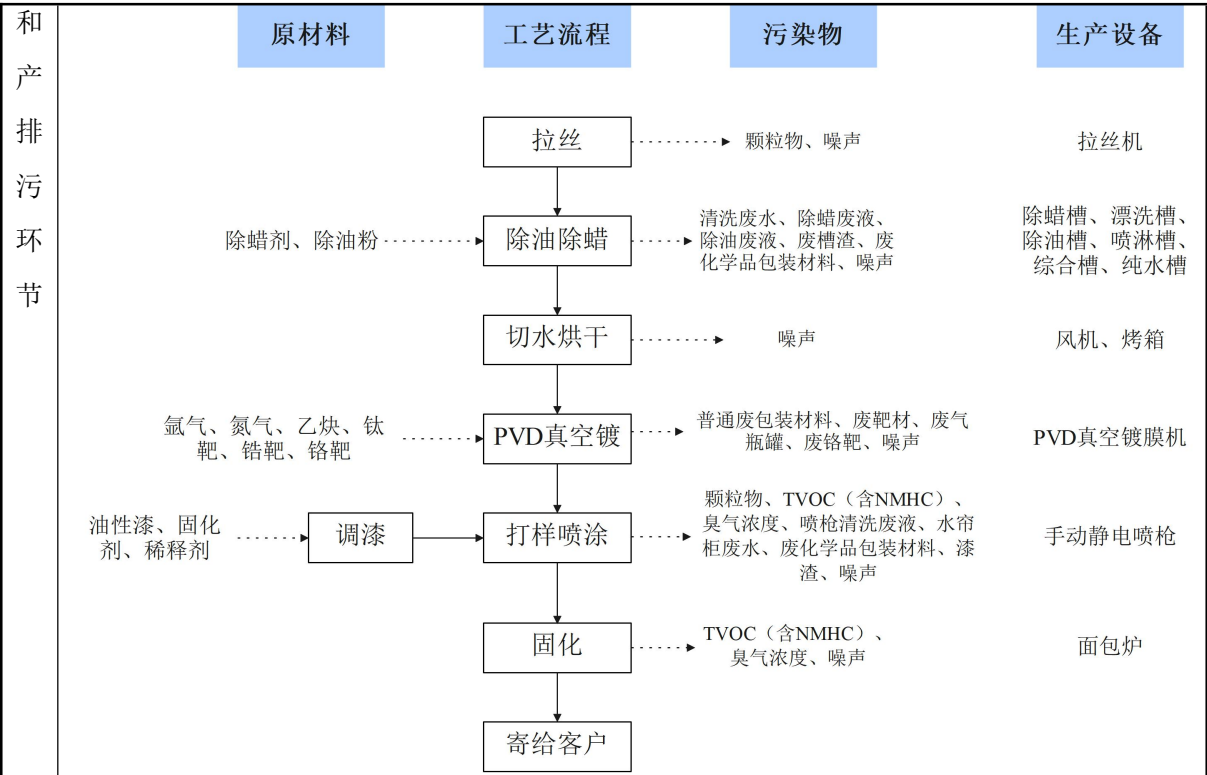 和
产
排
污
环
节
原材料
工艺流程
污染物
生产设备
拉丝
颗粒物、噪声
拉丝机
除蜡剂、除油粉
除油除蜡
清洗废水、除蜡废液、
除油废液、废槽渣、废
化学品包装材料、噪声
除蜡槽、漂洗槽、
除油槽、喷淋槽、
综合槽、纯水槽
切水烘干
噪声
风机、烤箱
氩气、氮气、乙炔、钛
靶、锆靶、铬靶
PVD真空镀
普通废包装材料、废靶材、废气
瓶罐、废铬靶、噪声
PVD真空镀膜机
油性漆、固化
剂、稀释剂
调漆
打样喷涂
颗粒物、TVOC（含NMHC）、
臭气浓度、喷枪清洗废液、水帘
柜废水、废化学品包装材料、漆
渣、噪声
手动静电喷枪
固化
TVOC（含NMHC）、
臭气浓度、噪声
面包炉
寄给客户